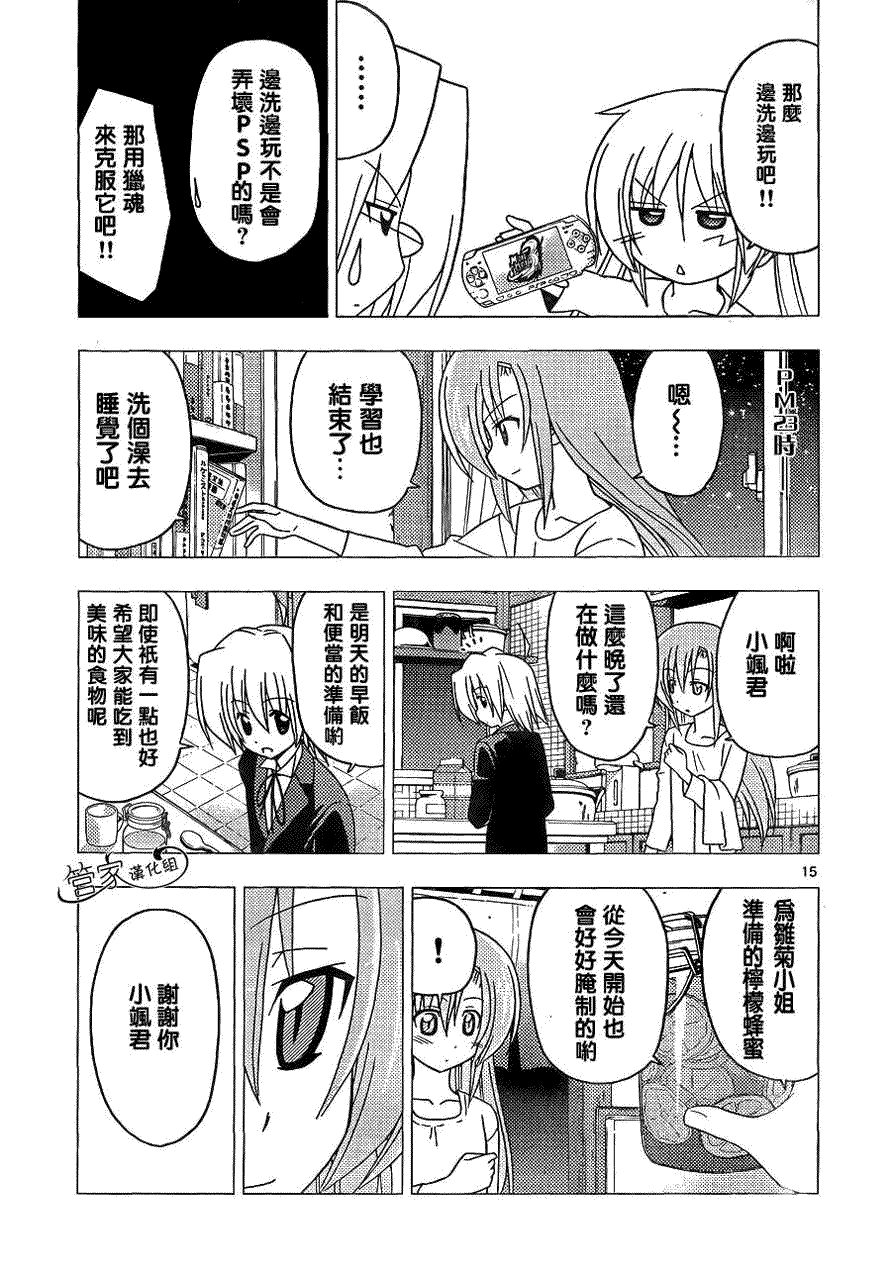 那麼
邊洗邊玩吧!!
……
邊洗邊玩不是會
弄壞PSP的嗎?
那用獵魂
來克服它吧!!
PM23時
嗯~…
學習也
結束了…
洗個澡去
睡覺了吧
啊啦
小颯君
這麼晚了還
在做什麼嗎?
是明天的早飯
和便當的準備喲
即使衹有一點也好
希望大家能吃到
美味的食物呢
15
為雛菊小姐
準備的檸檬蜂蜜
從今天開始也
會好好腌制的喲
!
謝謝你
小颯君
管家漢化組